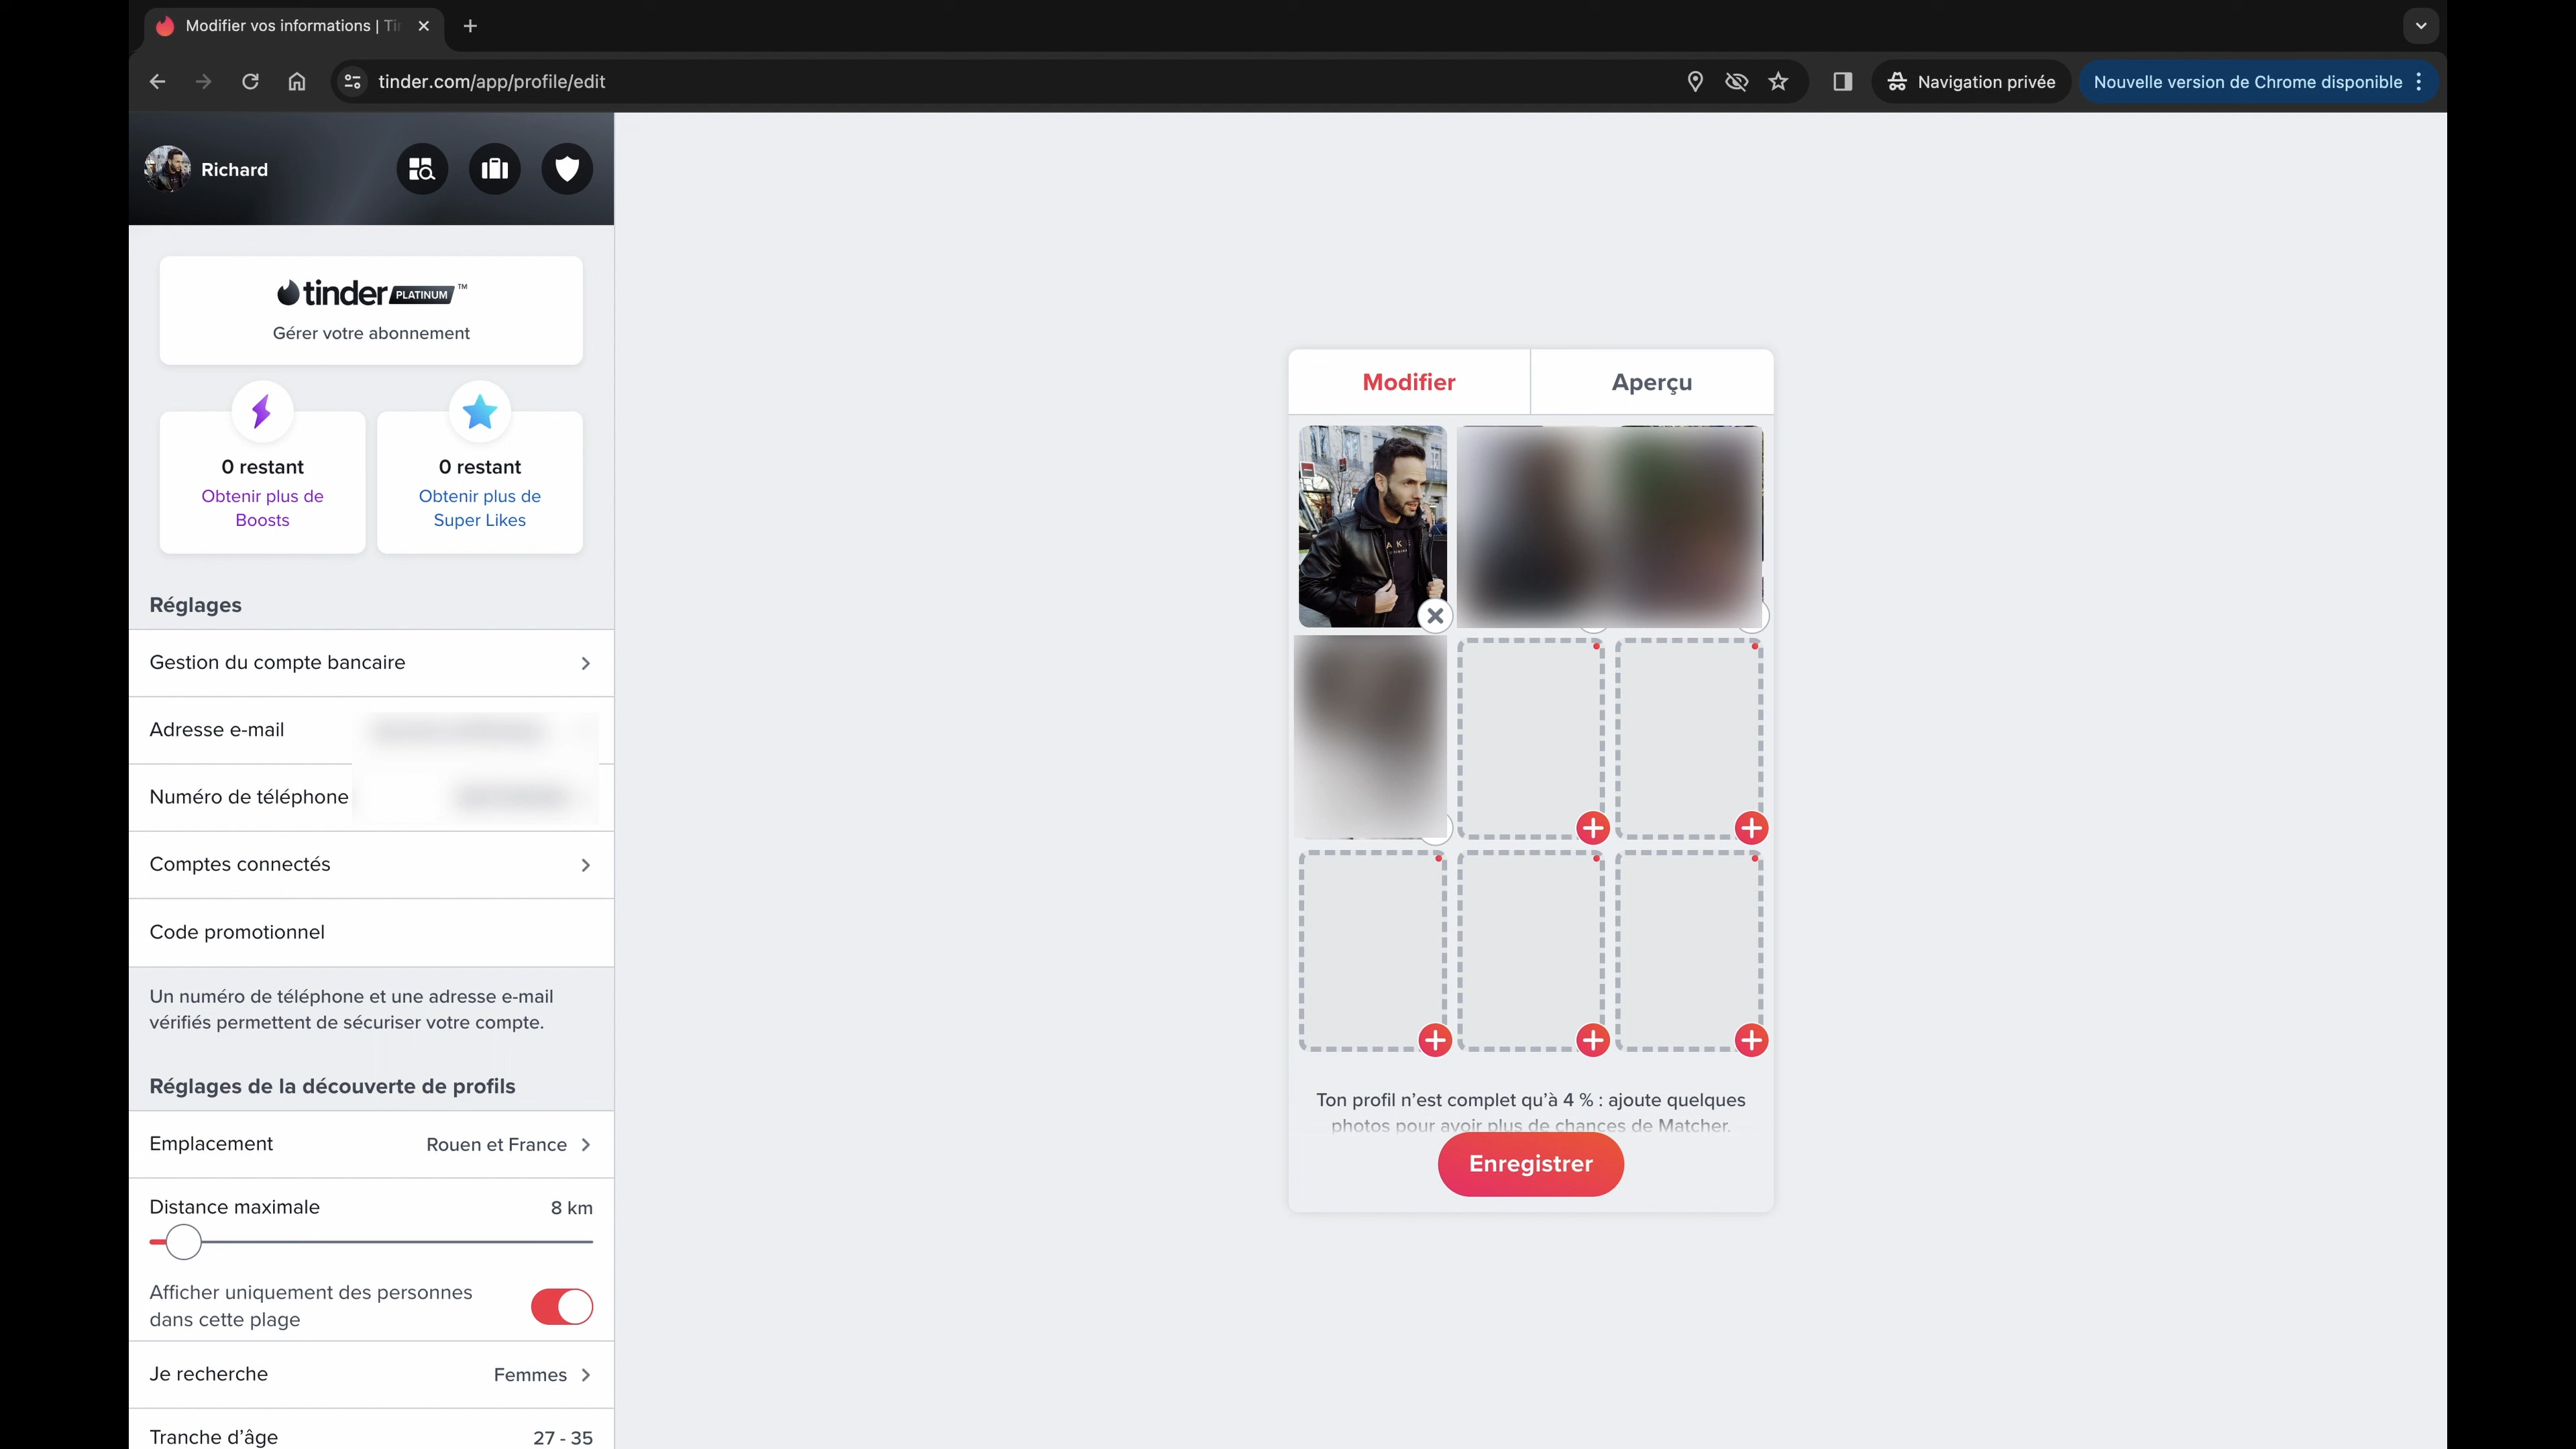 Modifier vos informations | Ti
tinder.com/app/profile/edit
Navigation privée
Nouvelle version de Chrome disponible
Richard
tinder PLATINUM ™
Gérer votre abonnement
0 restant
Obtenir plus de
Boosts
0 restant
Obtenir plus de
Super Likes
Réglages
Gestion du compte bancaire
Adresse e-mail
Numéro de téléphone
Comptes connectés
Code promotionnel
Un numéro de téléphone et une adresse e-mail
vérifiés permettent de sécuriser votre compte.
Réglages de la découverte de profils
Emplacement Rouen et France
Distance maximale 8 km
Afficher uniquement des personnes
dans cette plage
Je recherche Femmes
Tranche d’âge 27 - 35
Modifier
Aperçu
Ton profil n’est complet qu’à 4 % : ajoute quelques
photos pour avoir plus de chances de Matcher.
Enregistrer